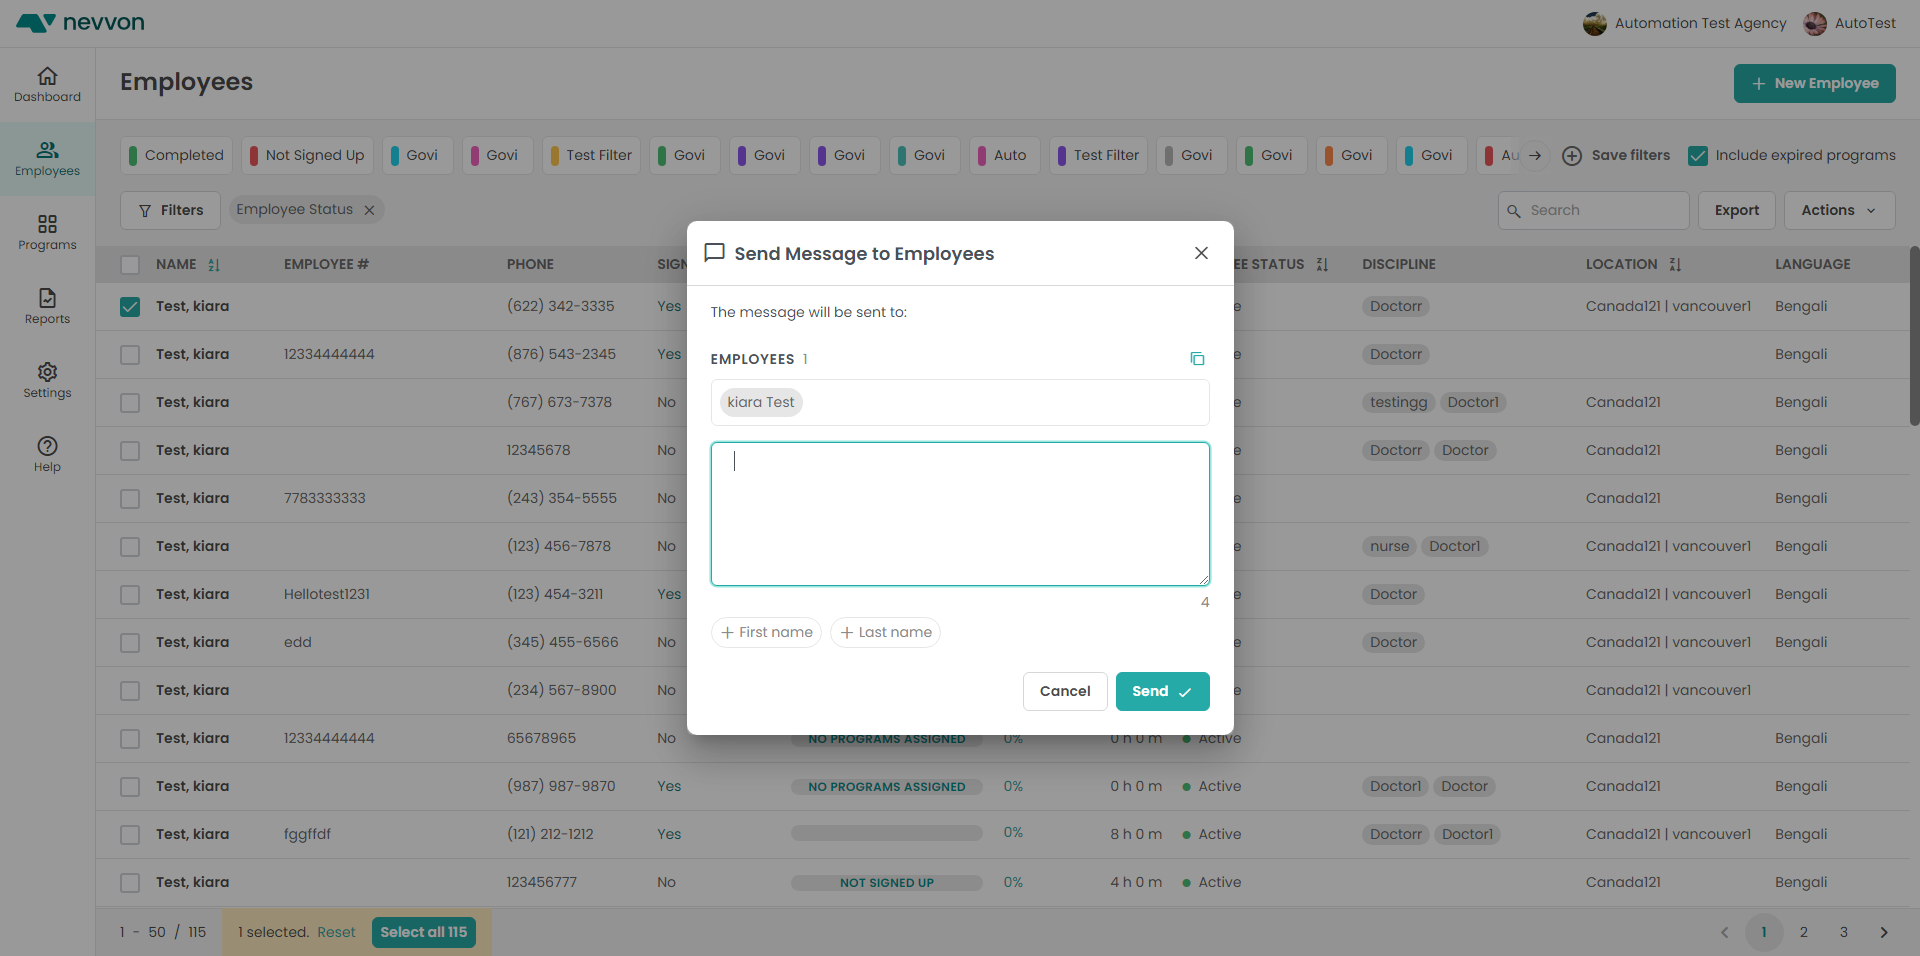 nevvon
Automation Test Agency
AutoTest
Dashboard
Employees
Programs
Reports
Settings
Help
Employees
+ New Employee
Completed Not Signed Up Govi Govi Test Filter Govi Govi Govi Govi Auto Test Filter Govi Govi Govi Govi Au Save filters Include expired programs
Filters Employee Status Search Export Actions
NAME EMPLOYEE # PHONE SIGN EE STATUS DISCIPLINE LOCATION LANGUAGE
Test, kiara (622) 342-3335 Yes e Doctorr Canada121 | vancouver1 Bengali
Test, kiara 12334444444 (876) 543-2345 Yes e Doctorr Bengali
Test, kiara (767) 673-7378 No e testingg Doctor1 Canada121 Bengali
Test, kiara 12345678 No e Doctorr Doctor Canada121 Bengali
Test, kiara 7783333333 (243) 354-5555 No e Canada121 Bengali
Test, kiara (123) 456-7878 No e nurse Doctor1 Canada121 | vancouver1 Bengali
Test, kiara Hellotest1231 (123) 454-3211 Yes e Doctor Canada121 | vancouver1 Bengali
Test, kiara edd (345) 455-6566 No e Doctor Canada121 | vancouver1 Bengali
Test, kiara (234) 567-8900 No e Canada121 | vancouver1
Test, kiara 12334444444 65678965 No NO PROGRAMS ASSIGNED 0% 0 h 0 m Active Canada121 Bengali
Test, kiara (987) 987-9870 Yes NO PROGRAMS ASSIGNED 0% 0 h 0 m Active Doctor1 Doctor Canada121 Bengali
Test, kiara fggffdf (121) 212-1212 Yes 0% 8 h 0 m Active Doctorr Doctor1 Canada121 | vancouver1 Bengali
Test, kiara 123456777 No NOT SIGNED UP 0% 4 h 0 m Active Canada121 Bengali
1 - 50 / 115 1 selected. Reset Select all 115 1 2 3
Send Message to Employees
The message will be sent to:
EMPLOYEES 1
kiara Test
4
+ First name + Last name
Cancel Send